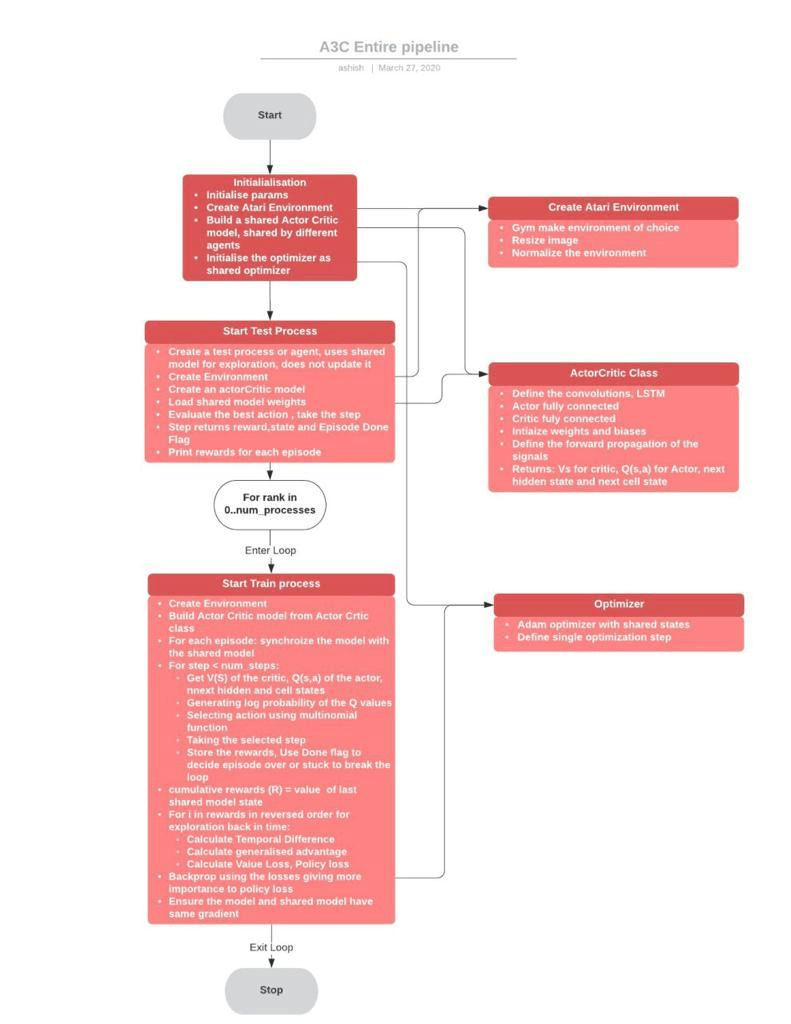 A3C Entire pipeline
ashish | March 27, 2020
Start
Initialialisation
• Initialise params
• Create Atari Environment
• Build a shared Actor Critic
model, shared by different
agents
• Initialise the optimizer as
shared optimizer
Create Atari Environment
• Gym make environment of choice
• Resize image
• Normalize the environment
Start Test Process
• Create a test process or agent, uses shared
model for exploration, does not update it
• Create Environment
• Create an actorCritic model
• Load shared model weights
• Evaluate the best action , take the step
• Step returns reward,state and Episode Done
Flag
• Print rewards for each episode
ActorCritic Class
• Define the convolutions, LSTM
• Actor fully connected
• Critic fuly connected
• Intiaize weights and biases
• Define the forward propagation of the
signals
• Returns: Vs for critic, Q(s,a) for Actor, next
hidden state and next cell state
For rank in
0..num_processes
Enter Loop
Start Train process
• Create Environment
• Build Actor Critic model from Actor Crtic
class
• For each episode: synchroize the model with
the shared model
• For step < num_steps:
• Get V(S) of the critic, Q(s,a) of the actor,
nnext hidden and cell states
• Generating log probability of the Q values
• Selecting action using multinomial
function
• Taking the selected step
• Store the rewards, Use Done flag to
decide episode over or stuck to break the
loop
• cumulative rewards (R) = value of last
shared model state
• For i in rewards in reversed order for
exploration back in time:
• Calculate Temporal Difference
• Calculate generalised advantage
• Calculate Value Loss, Policy loss
• Backprop using the losses giving more
importance to policy loss
• Ensure the model and shared model have
same gradient
Optimizer
• Adam optimizer with shared states
• Define single optimization step
Exit Loop
Stop